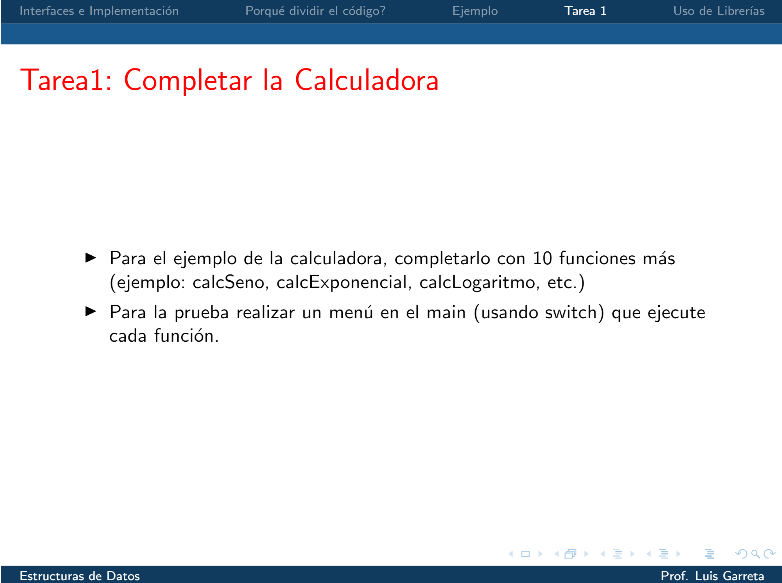 Interfaces e Implementación Porqué dividir el código? Ejemplo Tarea 1 Uso de Librerías
Tarea1: Completar la Calculadora
Para el ejemplo de la calculadora, completarlo con 10 funciones más
(ejemplo: calcSeno, calcExponencial, calcLogaritmo, etc.)
Para la prueba realizar un menú en el main (usando switch) que ejecute
cada función.
Estructuras de Datos Prof. Luis Garreta